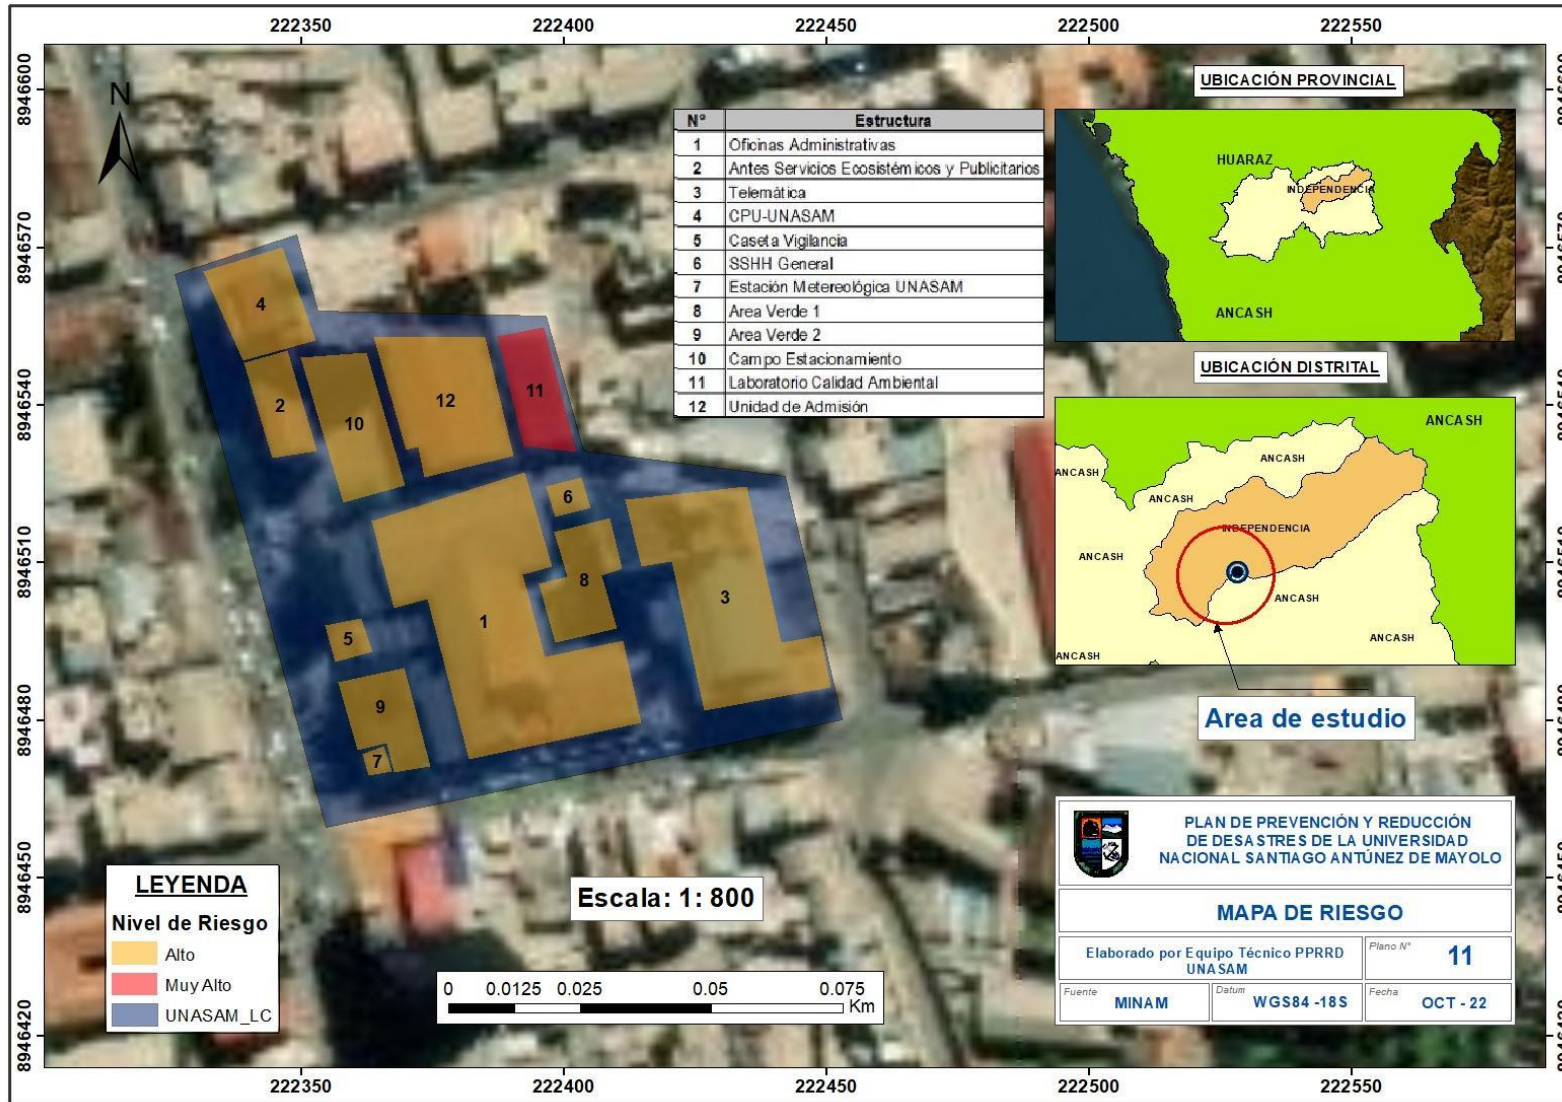 222350 222400 222450 222500 222550
8946600
8946570
8946540
8946510
8946480
8946450
8946420
N
N° Estructura
1 Oficinas Administrativas
2 Antes Servicios Ecosistémicos y Publicitarios
3 Telemática
4 CPU-UNASAM
5 Caseta Vigilancia
6 SSHH General
7 Estación Metereológica UNASAM
8 Area Verde 1
9 Area Verde 2
10 Campo Estacionamiento
11 Laboratorio Calidad Ambiental
12 Unidad de Admisión
4
2
10
12
11
6
8
3
1
5
9
7
UBICACIÓN PROVINCIAL
HUARAZ
INDEPENDENCIA
ANCASH
UBICACIÓN DISTRITAL
ANCASH
ANCASH
ANCASH
ANCASH
INDEPENDENCIA
ANCASH
ANCASH
ANCASH
ANCASH
Area de estudio
LEYENDA
Nivel de Riesgo
Alto
Muy Alto
UNASAM_LC
Escala: 1: 800
0 0.0125 0.025 0.05 0.075
Km
PLAN DE PREVENCIÓN Y REDUCCIÓN
DE DESASTRES DE LA UNIVERSIDAD
NACIONAL SANTIAGO ANTÚNEZ DE MAYOLO
MAPA DE RIESGO
Elaborado por Equipo Técnico PPRRD
UNASAM
Plano N° 11
Fuente MINAM
Datum WGS84 -18S
Fecha OCT - 22
8946600
8946570
8946540
8946510
8946480
8946450
8946420
222350 222400 222450 222500 222550